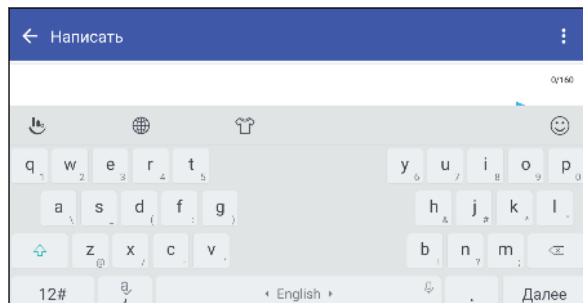 Написать
0/160
q 1 w 2 e 3 r 4 t 5 y 6 u 7 i 8 o 9 p 0
a \ s _ d ( f : g ) h & j # k ^ l .
z @ x / c - v ' b ! n ? m ;
12# , English . Далее